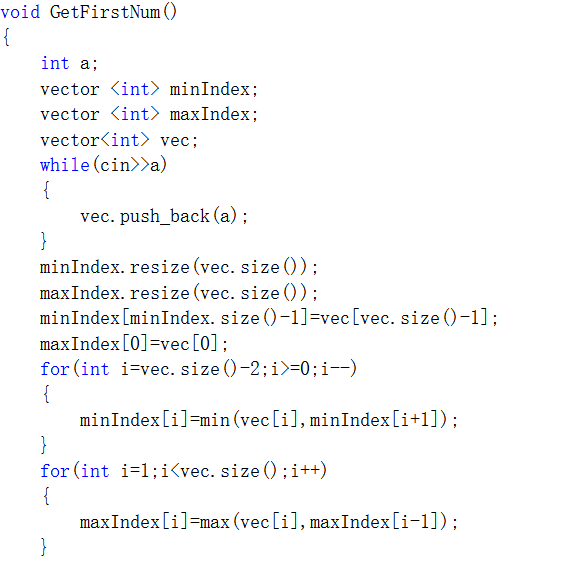 void GetFirstNum()
{
    int a;
    vector <int> minIndex;
    vector <int> maxIndex;
    vector<int> vec;
    while(cin>>a)
    {
        vec.push_back(a);
    }
    minIndex.resize(vec.size());
    maxIndex.resize(vec.size());
    minIndex[minIndex.size()-1]=vec[vec.size()-1];
    maxIndex[0]=vec[0];
    for(int i=vec.size()-2;i>=0;i--)
    {
        minIndex[i]=min(vec[i],minIndex[i+1]);
    }
    for(int i=1;i<vec.size();i++)
    {
        maxIndex[i]=max(vec[i],maxIndex[i-1]);
    }